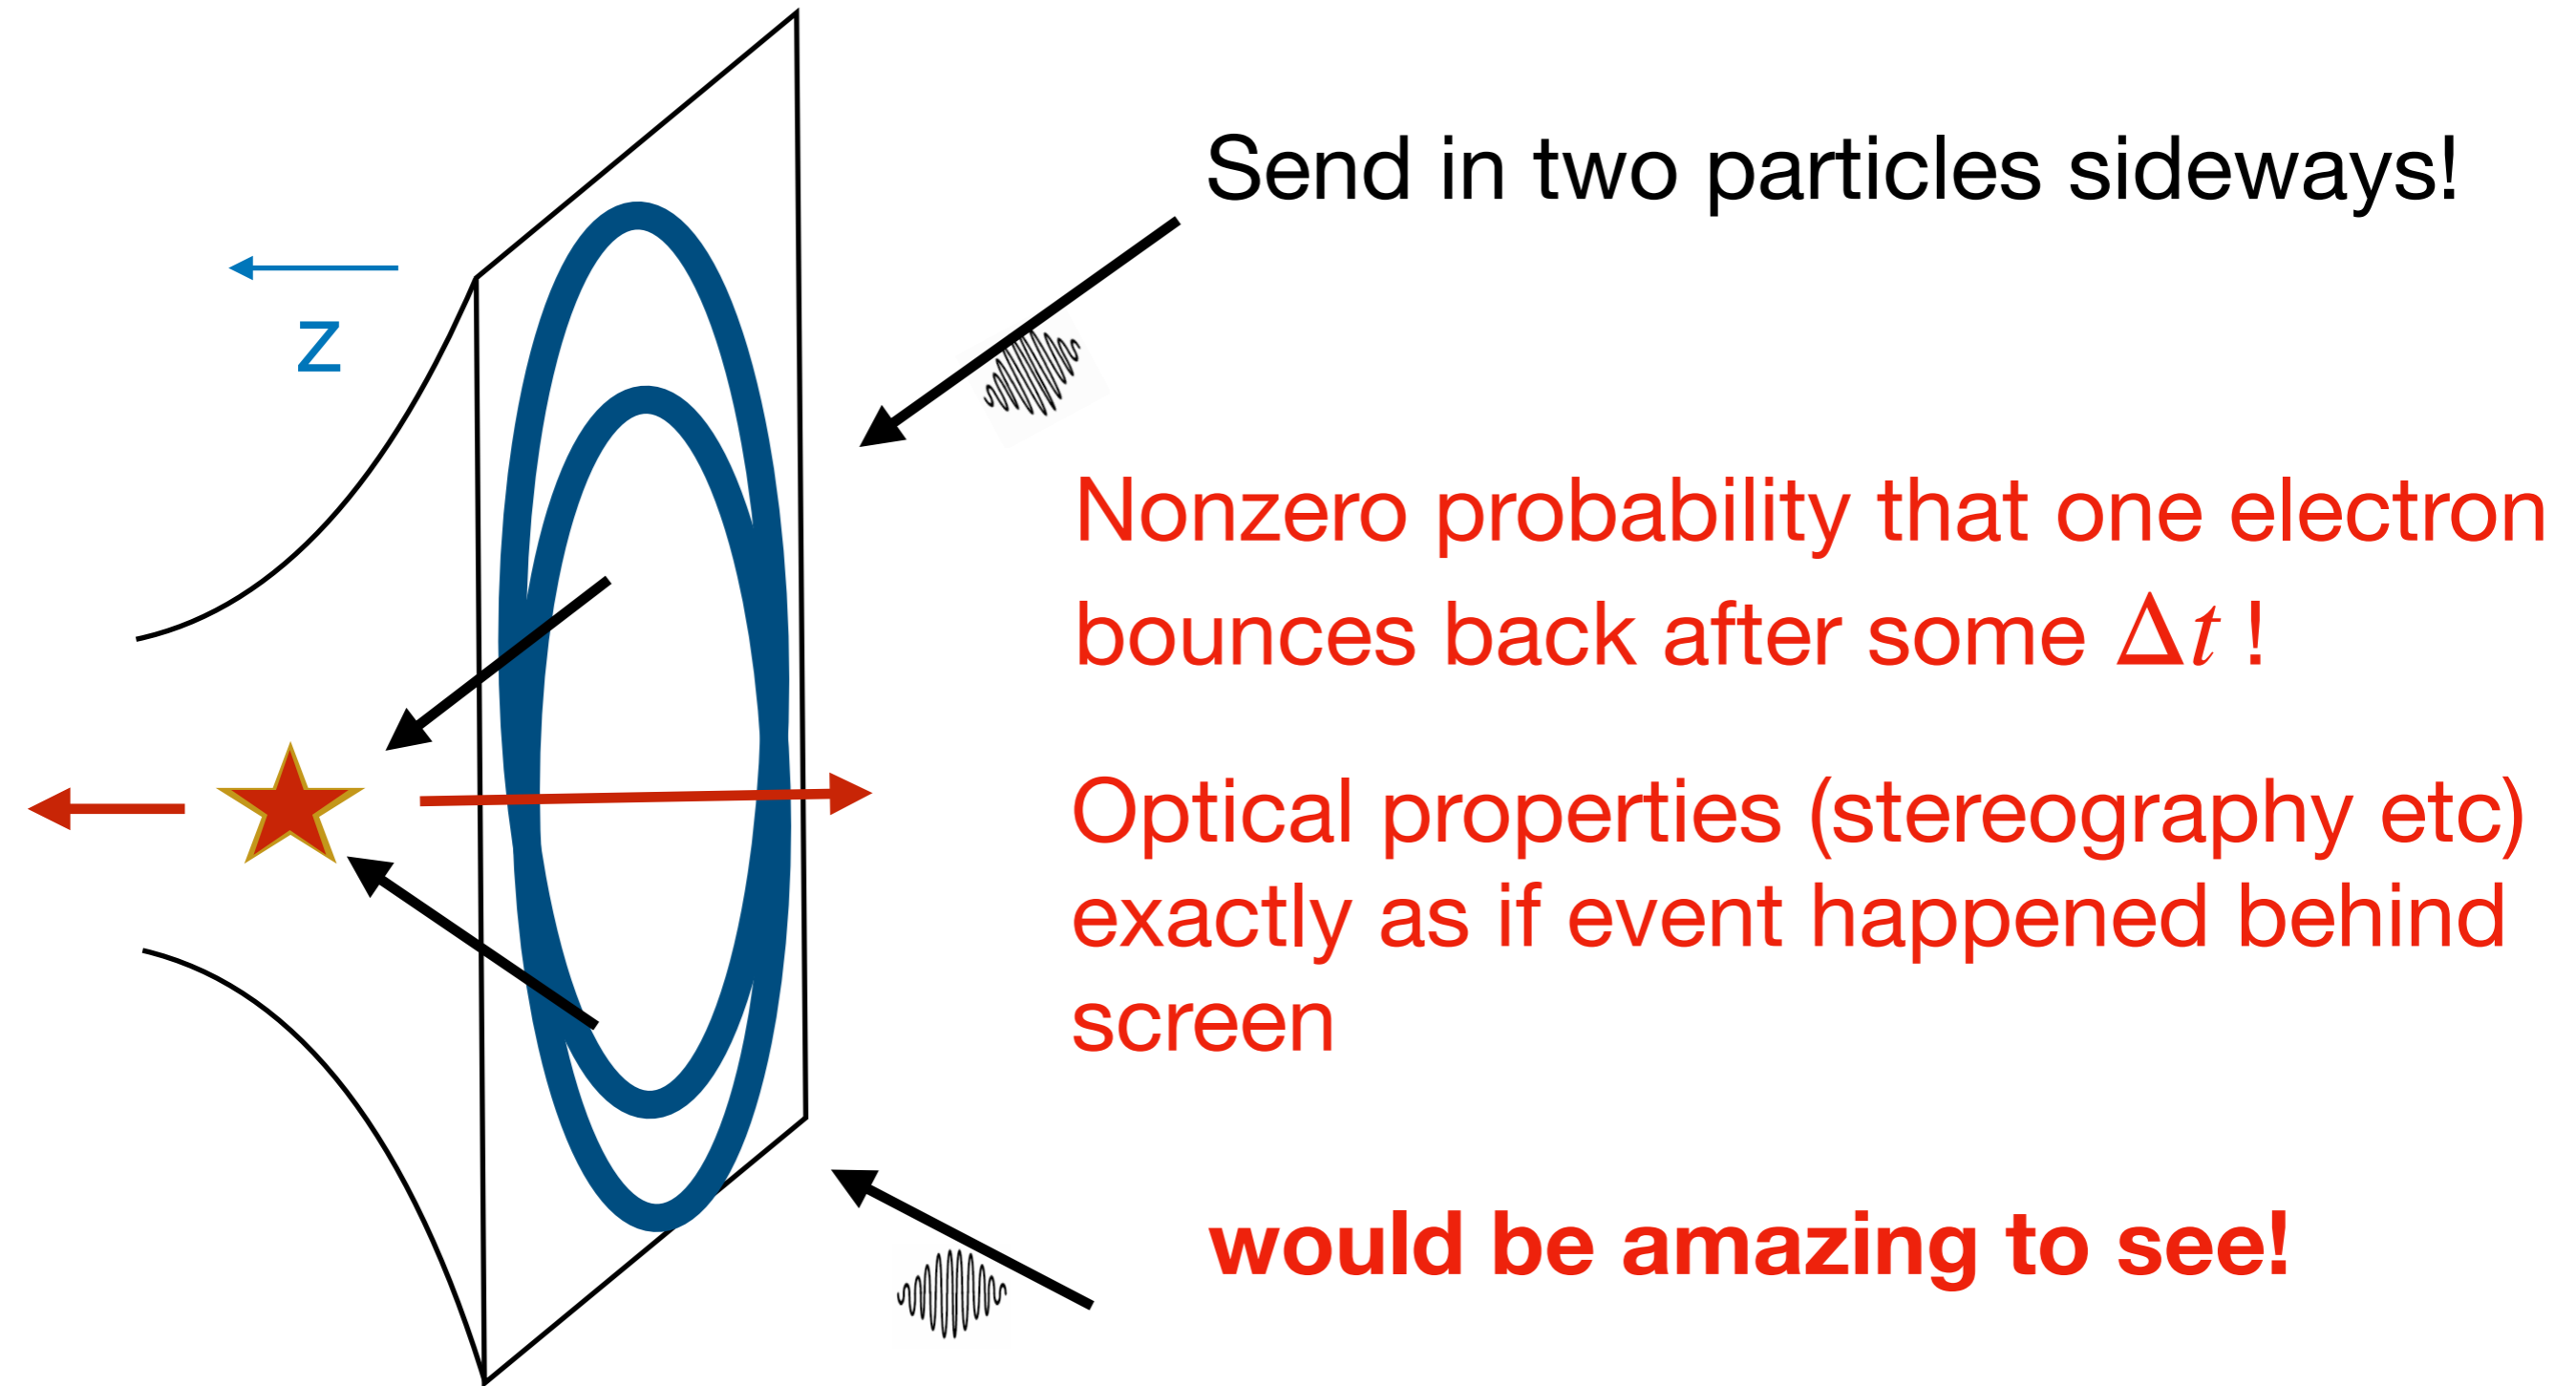 Send in two particles sideways!
z
Nonzero probability that one electron
bounces back after some Δt !
Optical properties (stereography etc)
exactly as if event happened behind
screen
would be amazing to see!